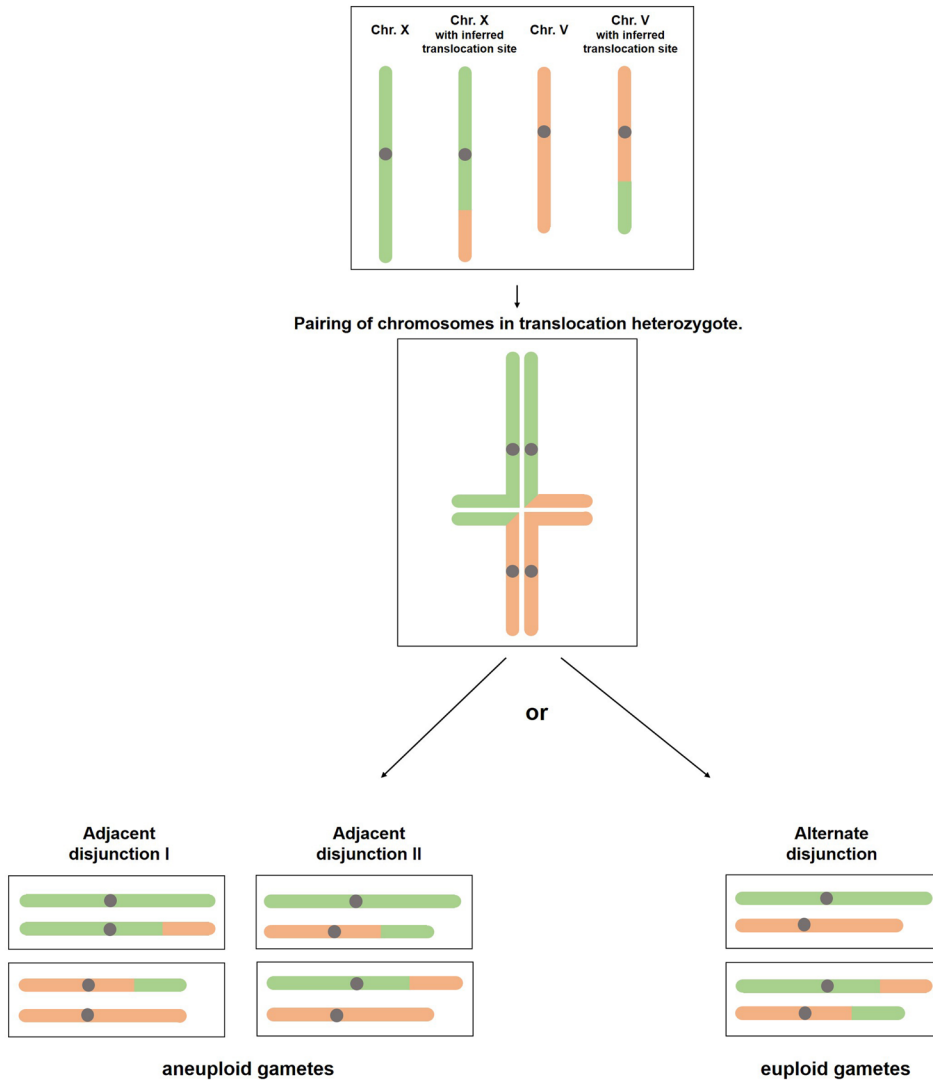 Chr. X
Chr. X
with inferred
translocation site
Chr. V
Chr. V
with inferred
translocation site
Pairing of chromosomes in translocation heterozygote.
or
Adjacent
disjunction I
Adjacent
disjunction II
Alternate
disjunction
aneuploid gametes
euploid gametes